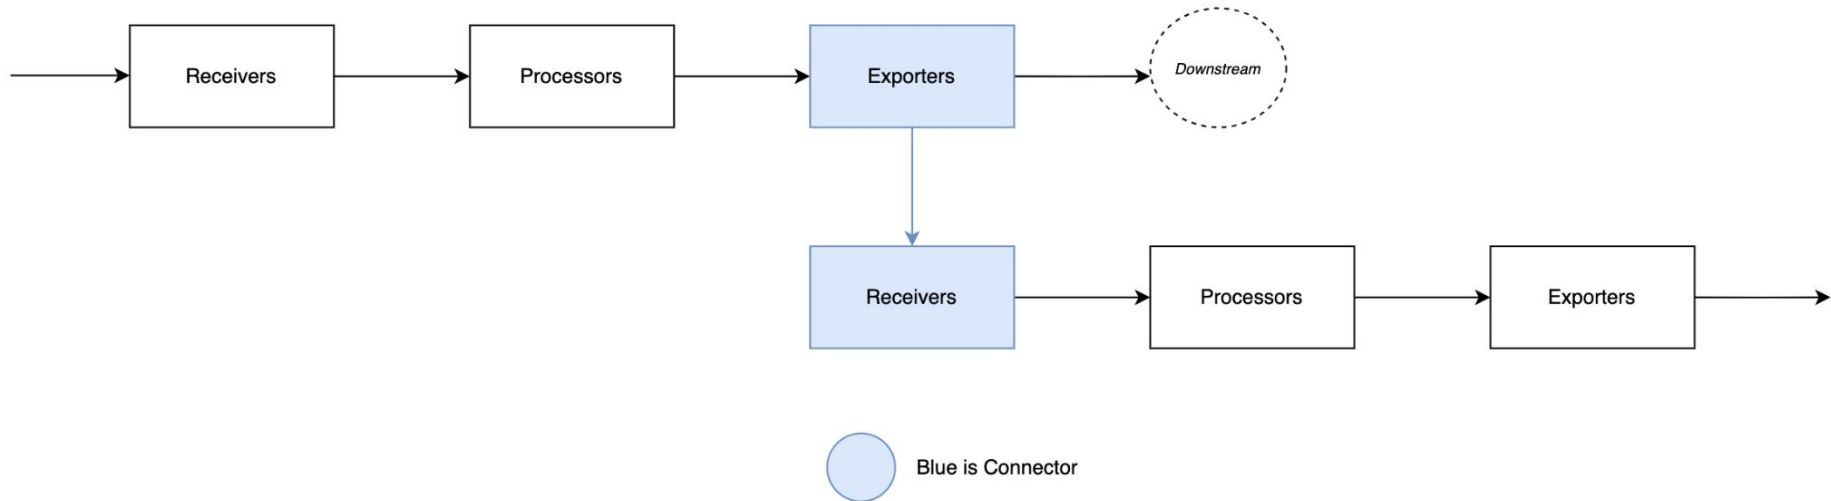 Receivers
Processors
Exporters
Downstream
Receivers
Processors
Exporters
Blue is Connector